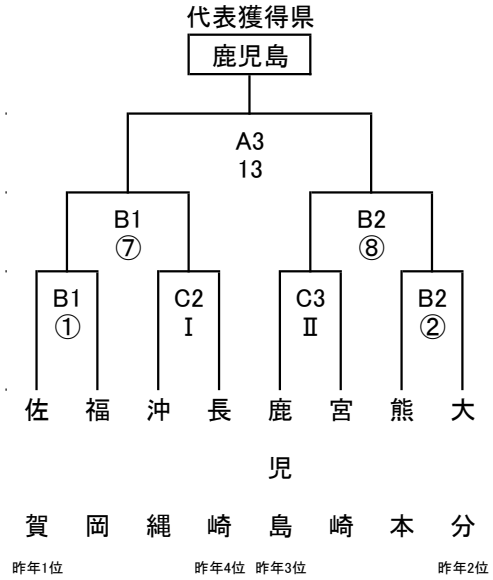 代表獲得県
鹿児島
A3
13
B1
⑦
B2
⑧
B1
①
C2
Ⅰ
C3
Ⅱ
B2
②
佐賀
福岡
沖縄
長崎
鹿児島
宮崎
熊本
大分
昨年1位
昨年4位
昨年3位
昨年2位